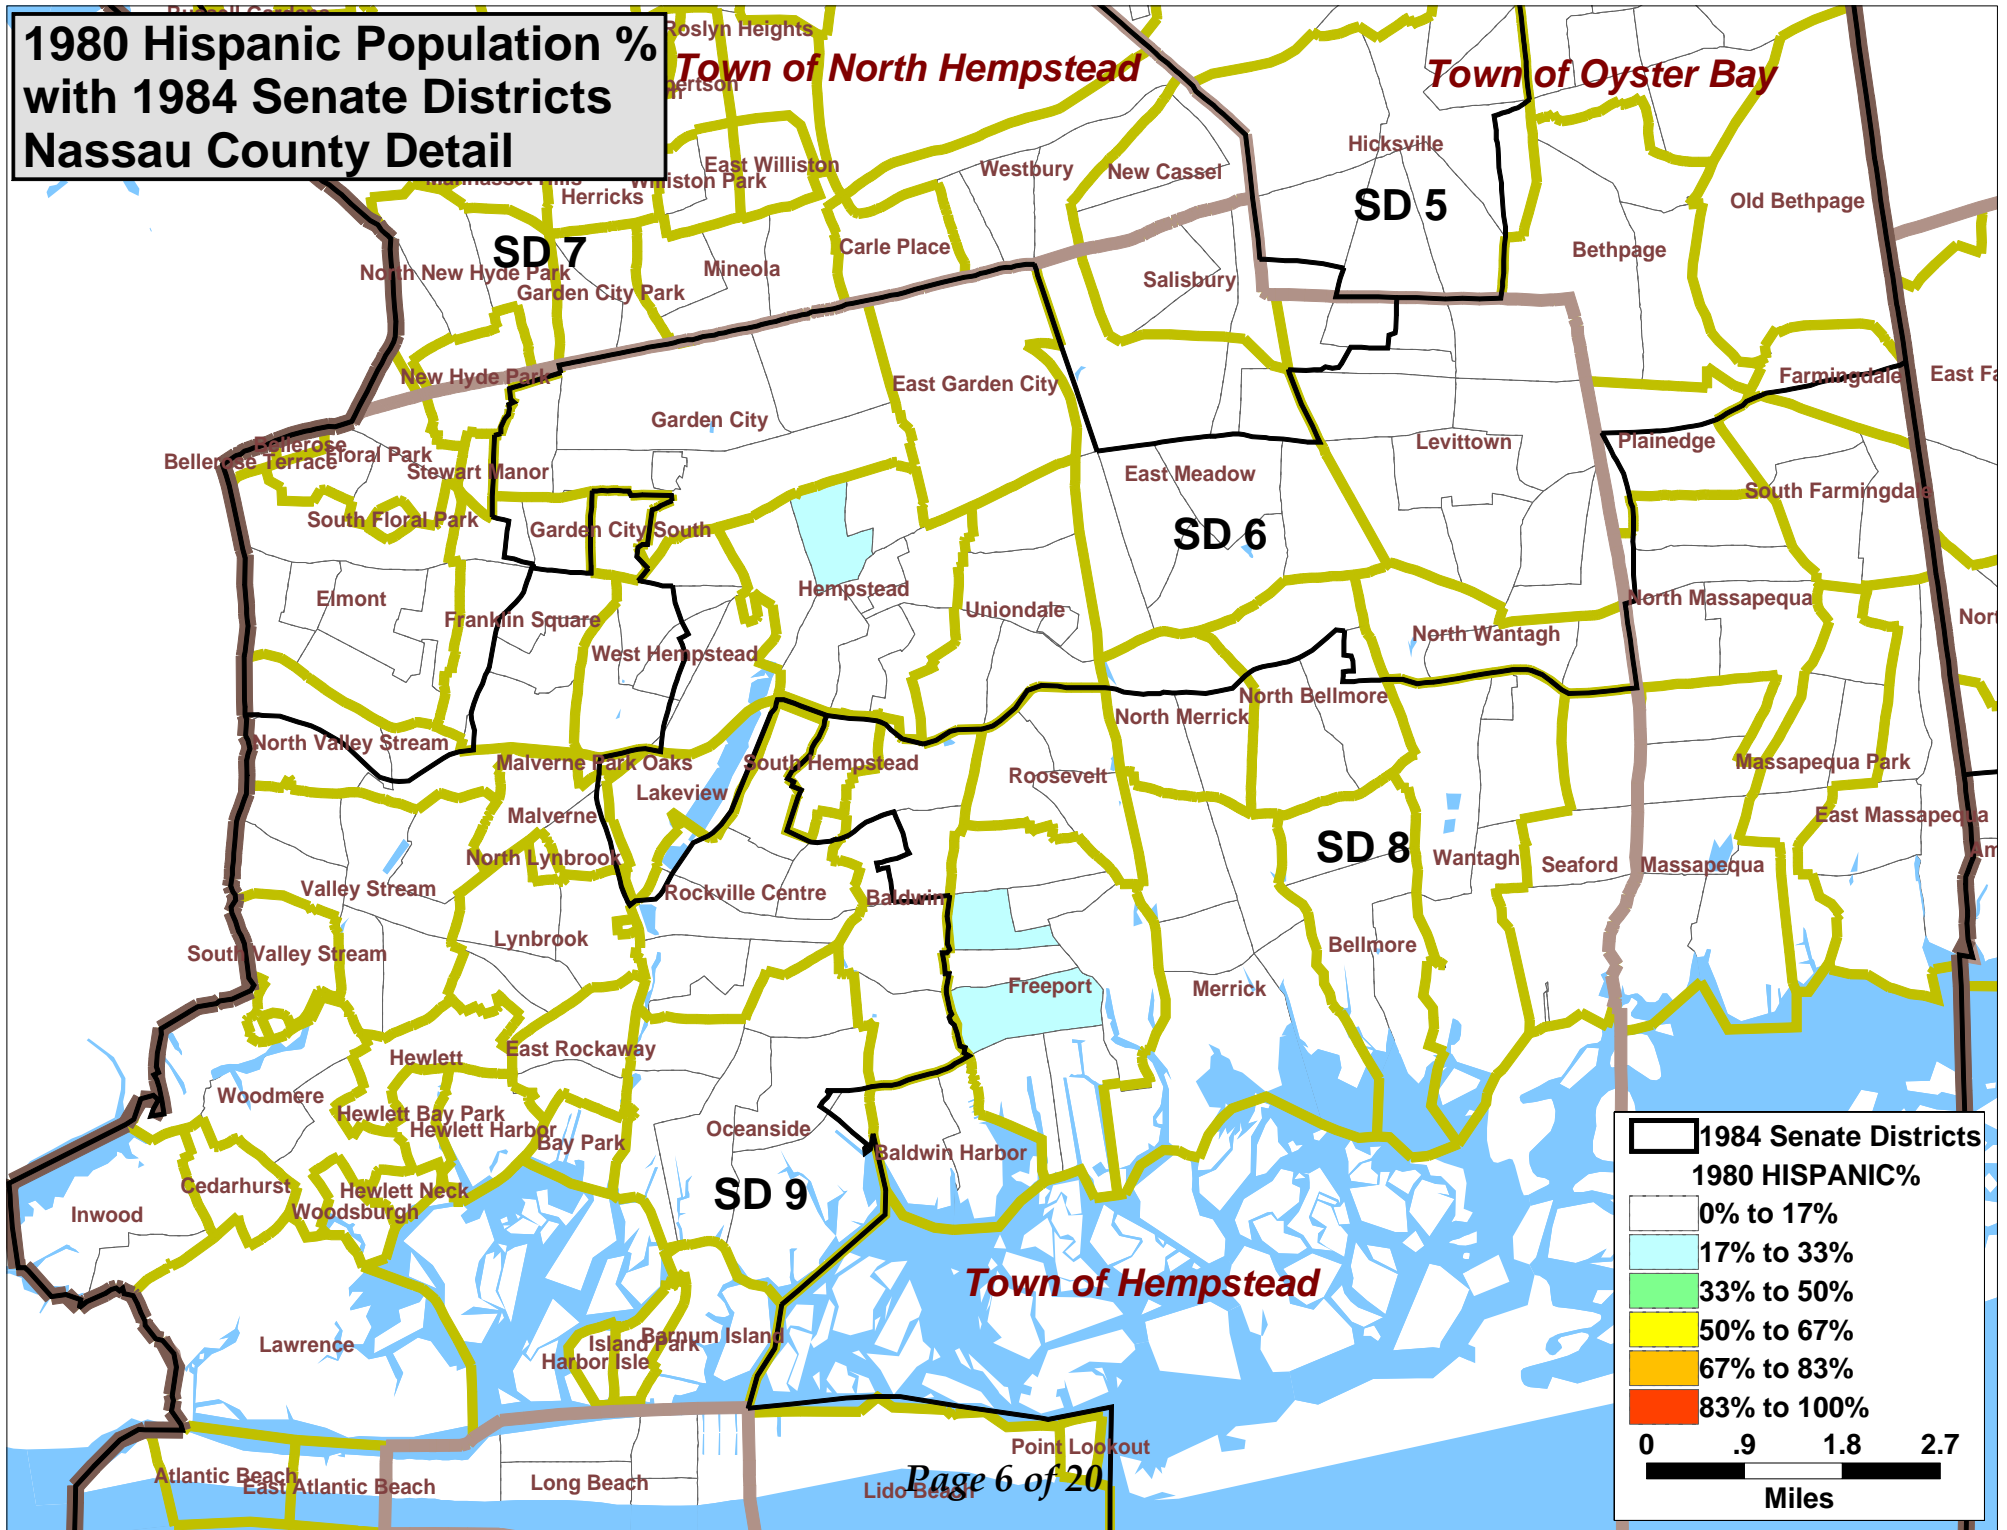 1980 Hispanic Population %
with 1984 Senate Districts
Nassau County Detail
Roslyn Heights
Town of North Hempstead
Town of Oyster Bay
Hicksville
East Williston
Westbury
New Cassel
Williston Park
Herricks
SD 5
Old Bethpage
SD 7
Carle Place
Bethpage
North New Hyde Park
Mineola
Salisbury
Garden City Park
New Hyde Park
East Garden City
Farmingdale
Garden City
Bellerose
Floral Park
Bellerose Terrace
Stewart Manor
Levittown
Plainedge
East Meadow
South Farmingdale
South Floral Park
Garden City South
SD 6
Elmont
Hempstead
Uniondale
North Massapequa
Franklin Square
West Hempstead
North Wantagh
North Bellmore
North Merrick
North Valley Stream
Malverne Park Oaks
South Hempstead
Roosevelt
Massapequa Park
Lakeview
Malverne
East Massapequa
North Lynbrook
SD 8
Wantagh
Seaford
Massapequa
Valley Stream
Rockville Centre
Baldwin
Lynbrook
South Valley Stream
Bellmore
Freeport
Merrick
Hewlett
East Rockaway
Woodmere
Hewlett Bay Park
Hewlett Harbor
Bay Park
Oceanside
Baldwin Harbor
Cedarhurst
Hewlett Neck
Woodsburgh
Inwood
SD 9
Town of Hempstead
Lawrence
Barnum Island
Island Park
Harbor Isle
Atlantic Beach
East Atlantic Beach
Long Beach
Lido Beach
Point Lookout
Page 6 of 20
1984 Senate Districts
1980 HISPANIC%
0% to 17%
17% to 33%
33% to 50%
50% to 67%
67% to 83%
83% to 100%
0 .9 1.8 2.7
Miles